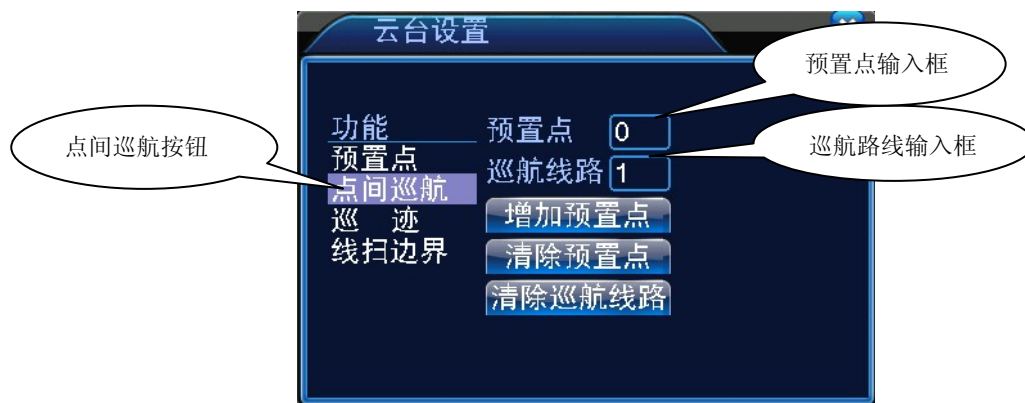 云台设置
预置点输入框
点间巡航按钮
巡航路线输入框
功能
预置点
点间巡航
巡 迹
线扫边界
预置点 0
巡航线路 1
增加预置点
清除预置点
清除巡航线路